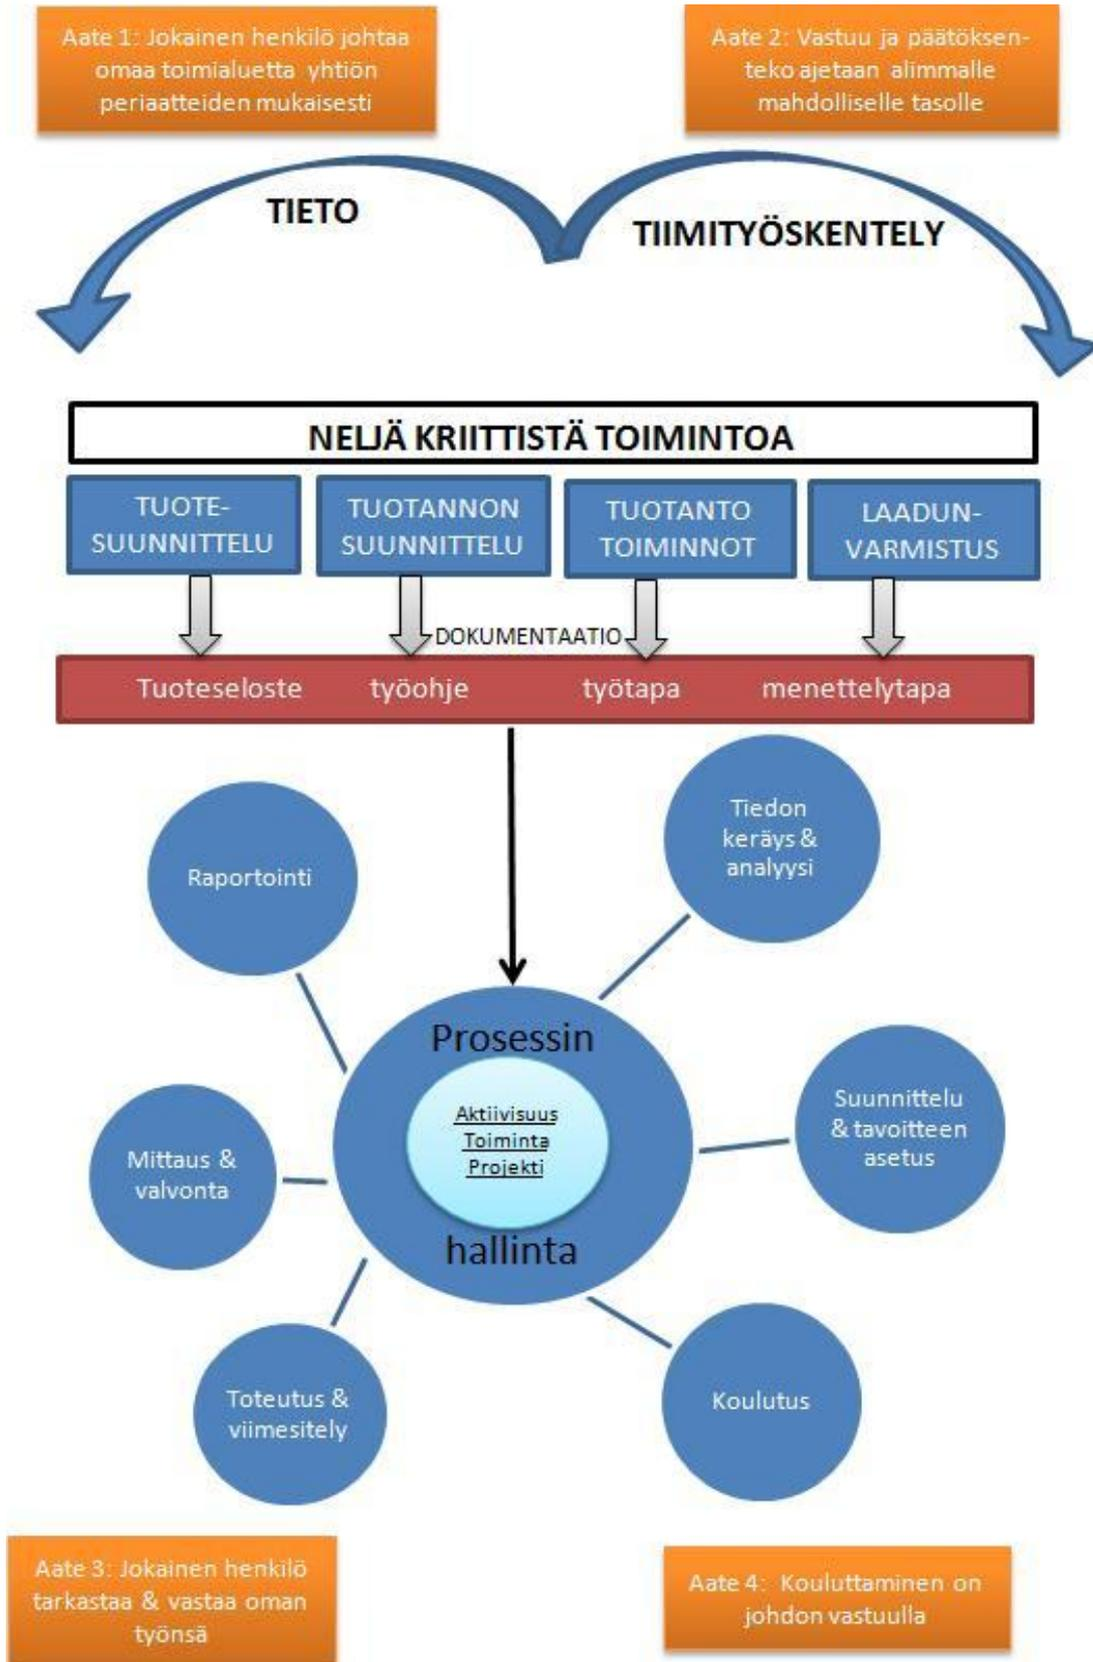 Aate 1: Jokainen henkilö johtaa
omaa toimialuetta yhtiön
periaatteiden mukaisesti
Aate 2: Vastuu ja päätöksen-
teko ajetaan alimmalle
mahdolliselle tasolle
TIETO
TIIMITYÖSKENTELY
NELJÄ KRIITTISTÄ TOIMINTOA
TUOTE-
SUUNNITTELU
TUOTANNON
SUUNNITTELU
TUOTANTO
TOIMINNOT
LAADUN-
VARMISTUS
DOKUMENTAATIO
Tuoteseloste työohje työtapa menettelytapa
Raportointi
Tiedon
keräys &
analyysi
Prosessin
Aktiivisuus
Toiminta
Projekti
hallinta
Suunnittelu
& tavoitteen
asetus
Mittaus &
valvonta
Toteutus &
viimesitely
Koulutus
Aate 3: Jokainen henkilö
tarkastaa & vastaa oman
työnsä
Aate 4: Kouluttaminen on
johdon vastuulla